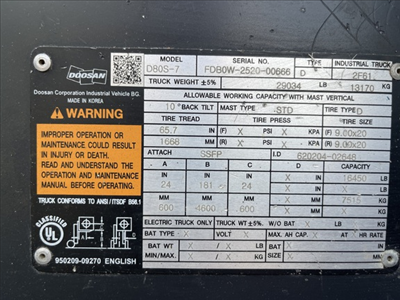 MODEL SERIAL NO. TYPE INDUSTRIAL TRUCK
D80S-7 FDB0W-2520-00666 D 2F61
TRUCK WEIGHT ±5% 29034 LB 13170 KG
ALLOWABLE WORKING CAPACITY WITH MAST VERTICAL
10° BACK TILT MAST TYPE STD TIRE TYPE D
TIRE TREAD TIRE PRESS TIRE SIZE
65.7 IN (F) X PSI X KPA (F) 9.00x20
1668 MM (R) X PSI X KPA (R) 9.00x20
ATTACH SSFP I.D 620204-02648
A B C D CAPACITY
IN IN IN IN LB
24 181 24 X 16450
MM MM MM MM KG
600 4600 600 X 7515
ELECTRIC TRUCK ONLY TRUCK WT±5% W/O BAT X LB X KG
BATT TYPE X VOLT X MAX. AH CAP. X AT X HR
BAT WT X / X LB BAT. SIZE X IN
MIN/MAX. X / X KG MAX. X MM
DOOSAN
Doosan Corporation Industrial Vehicle BG.
MADE IN KOREA
WARNING
IMPROPER OPERATION OR
MAINTENANCE COULD RESULT
IN INJURY OR DEATH.
READ AND UNDERSTAND THE
OPERATION AND MAINTENANCE
MANUAL BEFORE OPERATING.
TRUCK CONFORMS TO ANSI / ITSDF B56.1
CLASSIFIED
UL
A B C D
950209-09270 ENGLISH